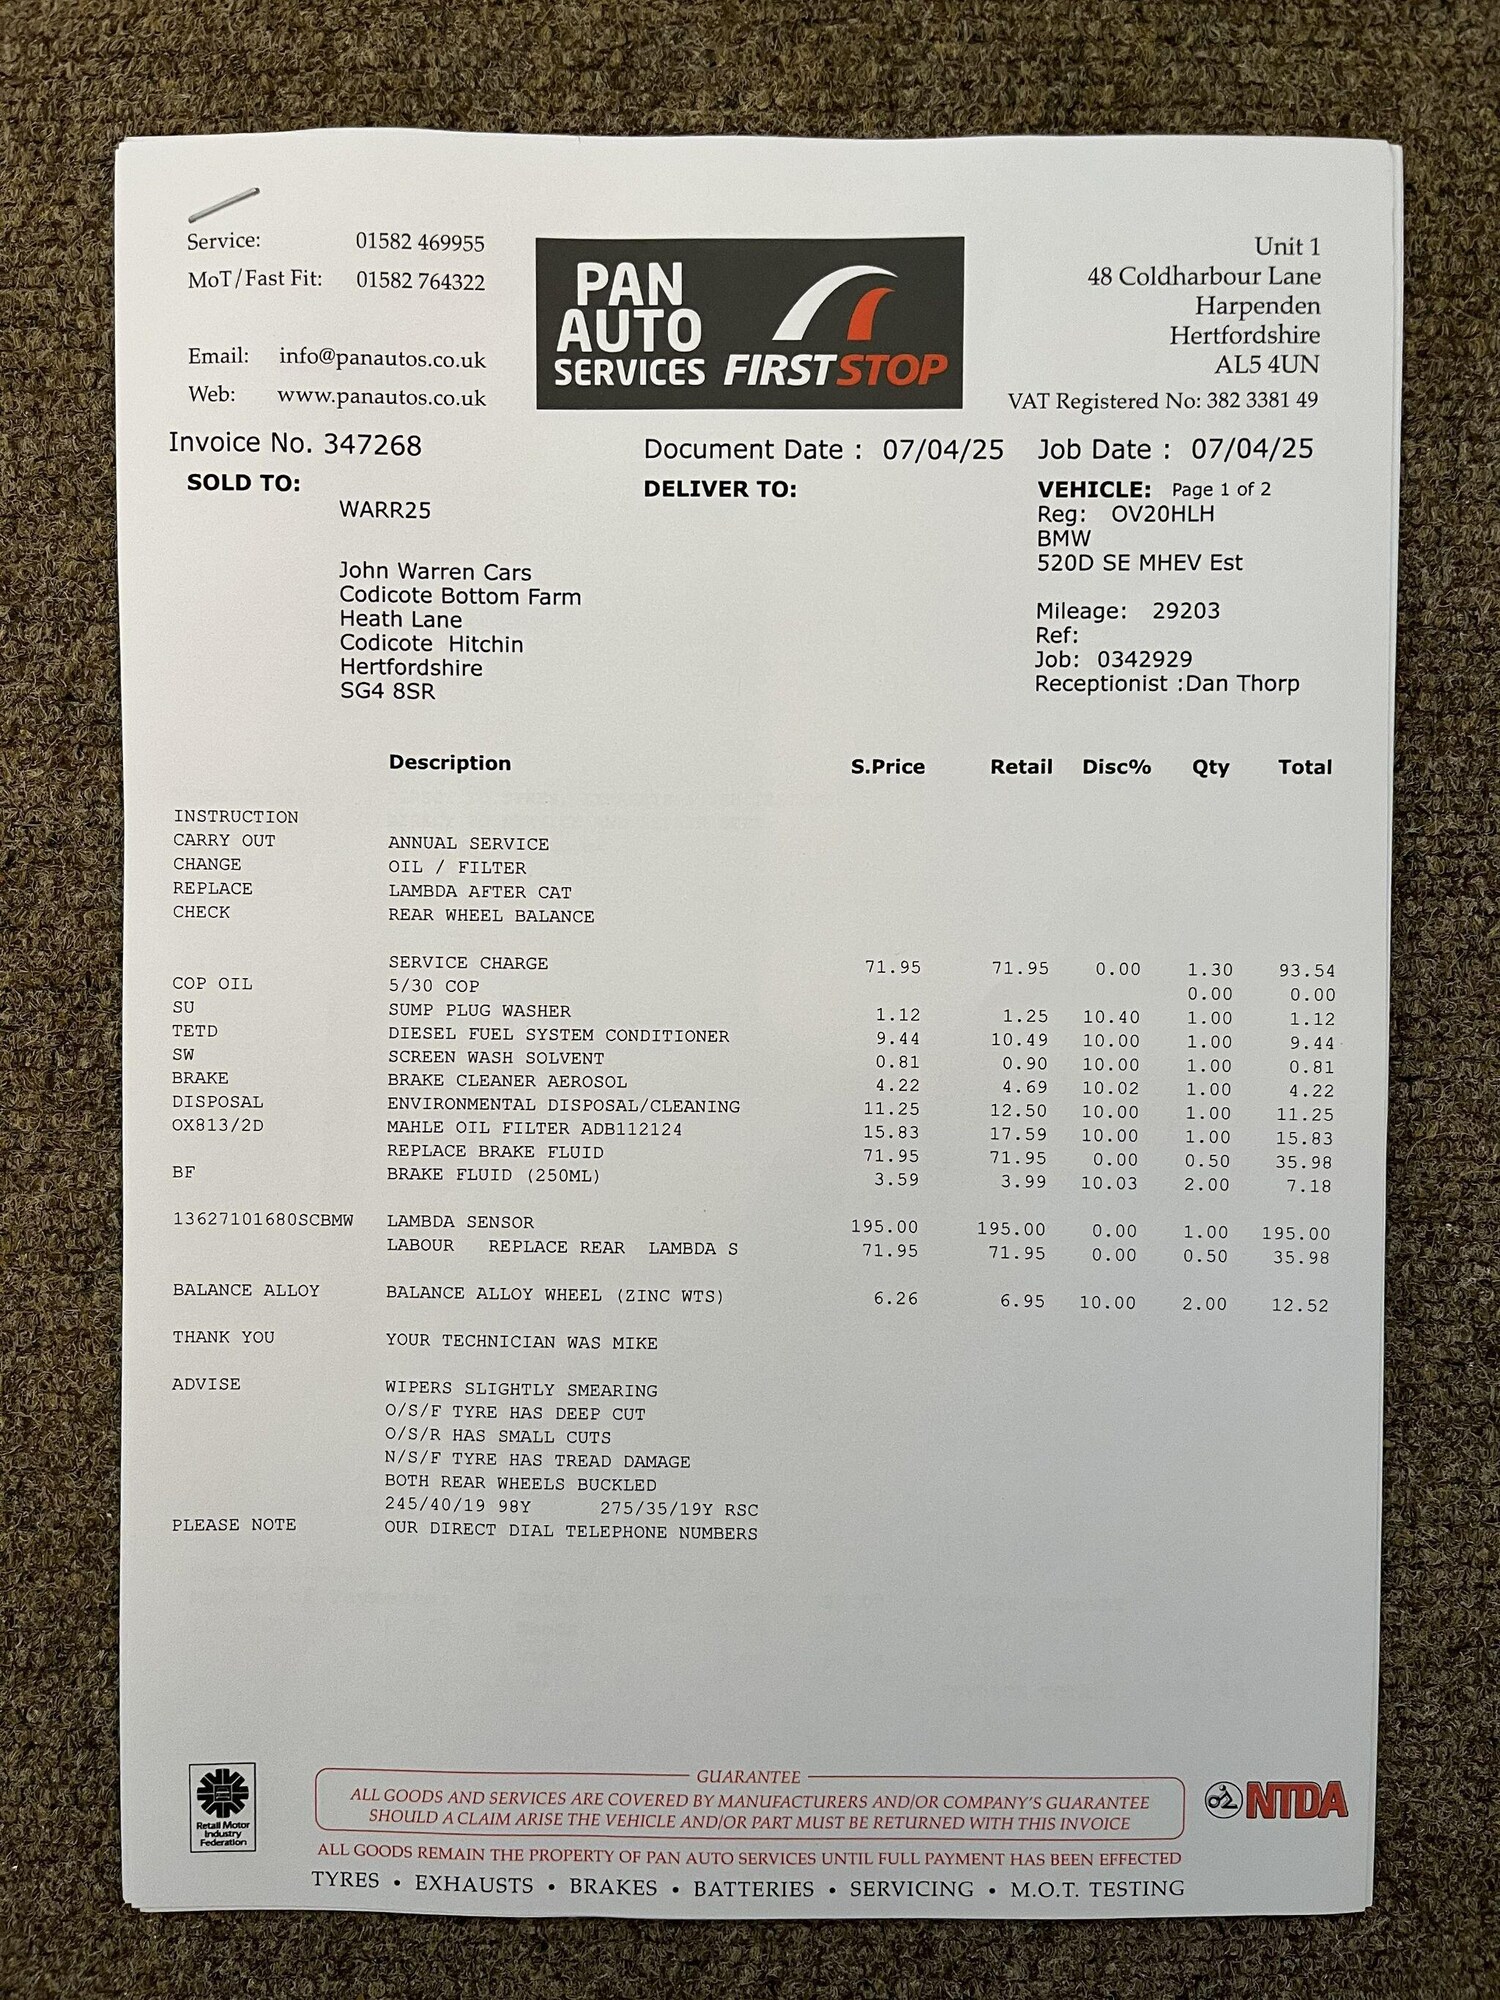 Service: 01582 469955
MoT/Fast Fit: 01582 764322
Email: info@panautos.co.uk
Web: www.panautos.co.uk
PAN
AUTO
SERVICES FIRSTSTOP
Unit 1
48 Coldharbour Lane
Harpenden
Hertfordshire
AL5 4UN
VAT Registered No: 382 3381 49
Invoice No. 347268 Document Date : 07/04/25 Job Date : 07/04/25
SOLD TO: DELIVER TO: VEHICLE: Page 1 of 2
WARR25
John Warren Cars
Codicote Bottom Farm
Heath Lane
Codicote Hitchin
Hertfordshire
SG4 8SR
Reg: OV20HLH
BMW
520D SE MHEV Est
Mileage: 29203
Ref:
Job: 0342929
Receptionist :Dan Thorp
Description S.Price Retail Disc% Qty Total
INSTRUCTION
CARRY OUT ANNUAL SERVICE
CHANGE OIL / FILTER
REPLACE LAMBDA AFTER CAT
CHECK REAR WHEEL BALANCE
SERVICE CHARGE 71.95 71.95 0.00 1.30 93.54
COP OIL 5/30 COP 0.00 0.00
SU SUMP PLUG WASHER 1.12 1.25 10.40 1.00 1.12
TETD DIESEL FUEL SYSTEM CONDITIONER 9.44 10.49 10.00 1.00 9.44
SW SCREEN WASH SOLVENT 0.81 0.90 10.00 1.00 0.81
BRAKE BRAKE CLEANER AEROSOL 4.22 4.69 10.02 1.00 4.22
DISPOSAL ENVIRONMENTAL DISPOSAL/CLEANING 11.25 12.50 10.00 1.00 11.25
OX813/2D MAHLE OIL FILTER ADB112124 15.83 17.59 10.00 1.00 15.83
REPLACE BRAKE FLUID 71.95 71.95 0.00 0.50 35.98
BF BRAKE FLUID (250ML) 3.59 3.99 10.03 2.00 7.18
13627101680SCBMW LAMBDA SENSOR 195.00 195.00 0.00 1.00 195.00
LABOUR REPLACE REAR LAMBDA S 71.95 71.95 0.00 0.50 35.98
BALANCE ALLOY BALANCE ALLOY WHEEL (ZINC WTS) 6.26 6.95 10.00 2.00 12.52
THANK YOU YOUR TECHNICIAN WAS MIKE
ADVISE WIPERS SLIGHTLY SMEARING
O/S/F TYRE HAS DEEP CUT
O/S/R HAS SMALL CUTS
N/S/F TYRE HAS TREAD DAMAGE
BOTH REAR WHEELS BUCKLED
245/40/19 98Y 275/35/19Y RSC
PLEASE NOTE OUR DIRECT DIAL TELEPHONE NUMBERS
Retail Motor
Industry
Federation
GUARANTEE
ALL GOODS AND SERVICES ARE COVERED BY MANUFACTURERS AND/OR COMPANY'S GUARANTEE
SHOULD A CLAIM ARISE THE VEHICLE AND/OR PART MUST BE RETURNED WITH THIS INVOICE
NTDA
ALL GOODS REMAIN THE PROPERTY OF PAN AUTO SERVICES UNTIL FULL PAYMENT HAS BEEN EFFECTED
TYRES • EXHAUSTS • BRAKES • BATTERIES • SERVICING • M.O.T. TESTING